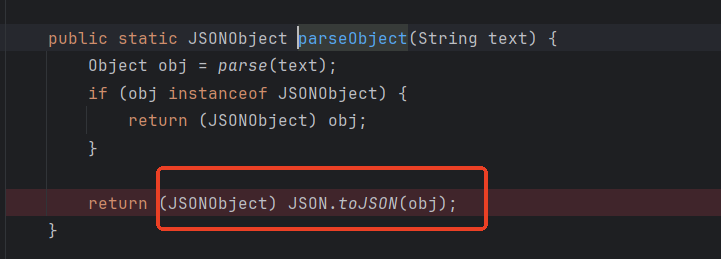 public static JSONObject parseObject(String text) {
Object obj = parse(text);
if (obj instanceof JSONObject) {
return (JSONObject) obj;
}
return (JSONObject) JSON.toJSON(obj);
}